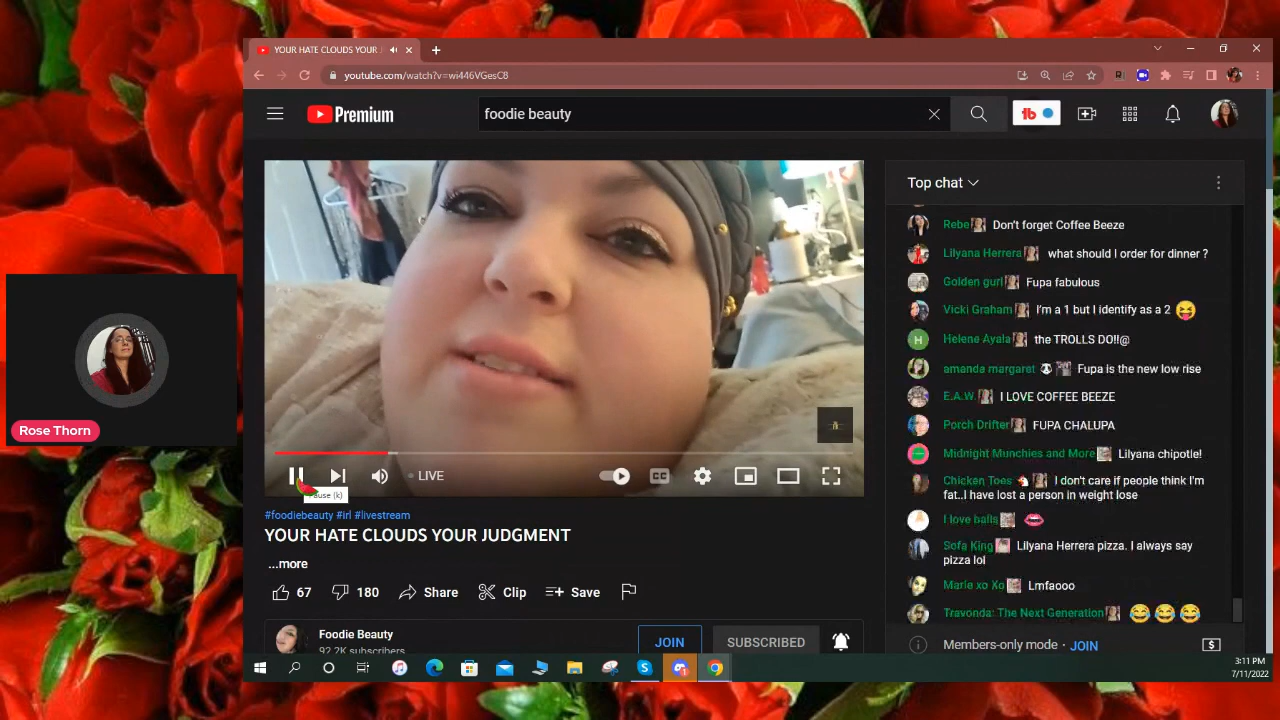 YOUR HATE CLOUDS YOUR
youtube.com/watch?v=wi446VGesC8
Premium
foodie beauty
Top chat
Rebe Don't forget Coffee Beeze
Lilyana Herrera what should I order for dinner ?
Golden gurl Fupa fabulous
Vicki Graham I'm a 1 but I identify as a 2
H Helene Ayala the TROLLS DO!!@
amanda margaret Fupa is the new low rise
E.A.W. I LOVE COFFEE BEEZE
Porch Drifter FUPA CHALUPA
Midnight Munchies and More Lilyana chipotle!
Chicken Toes I don't care if people think I'm
fat..I have lost a person in weight lose
I love balls
Sofa King Lilyana Herrera pizza. I always say
pizza lol
Marie xo Xo Lmfaooo
Travonda: The Next Generation
Members-only mode · JOIN
Rose Thorn
LIVE
CC
Pause (k)
#foodiebeauty #irl #livestream
YOUR HATE CLOUDS YOUR JUDGMENT
...more
67 180 Share Clip Save
Foodie Beauty
92.2K subscribers
JOIN SUBSCRIBED
3:11 PM
7/11/2022